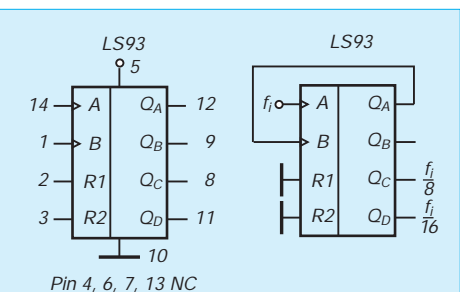 LS93
5
14 A QA 12
1 B QB 9
2 R1 QC 8
3 R2 QD 11
10
Pin 4, 6, 7, 13 NC
LS93
fi A QA
B QB
R1 QC fi/8
R2 QD fi/16